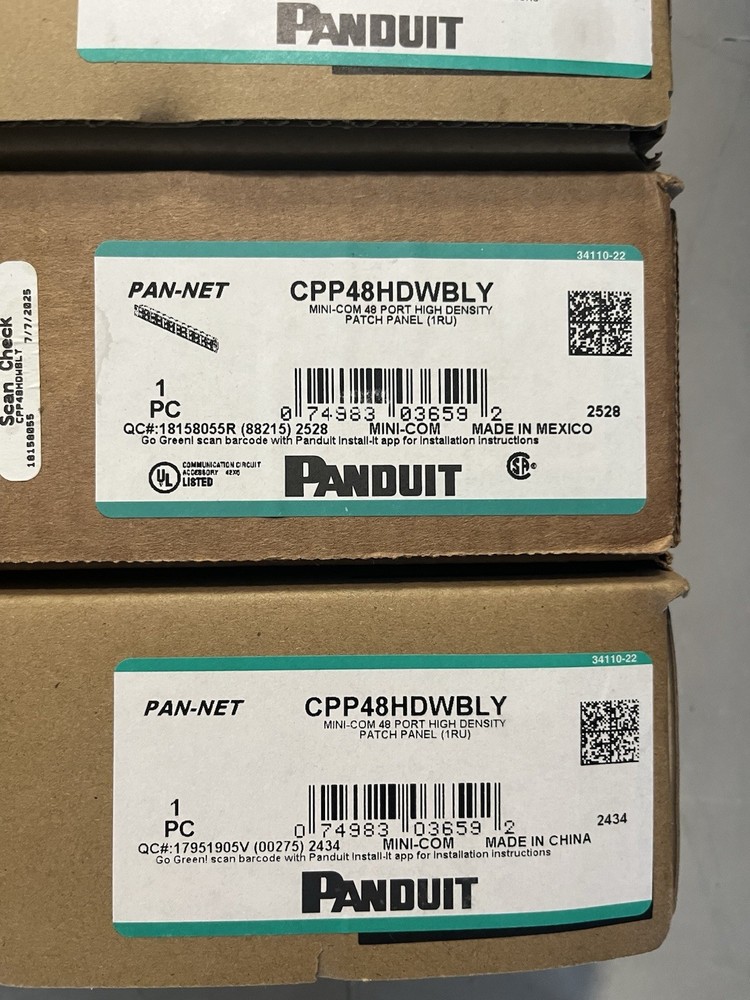 PANDUIT
34110-22
PAN-NET
CPP48HDWBLY
MINI-COM 48 PORT HIGH DENSITY
PATCH PANEL (1RU)
1
PC
0 74983 03659 2
2528
QC#:18158055R (88215) 2528 MINI-COM MADE IN MEXICO
Go Green! scan barcode with Panduit Install-It app for installation instructions
UL
COMMUNICATION CIRCUIT
ACCESSORY 42X6
LISTED
PANDUIT
SA
Scan Check
CPP48HDWBLY 7/7/2025
18158055
34110-22
PAN-NET
CPP48HDWBLY
MINI-COM 48 PORT HIGH DENSITY
PATCH PANEL (1RU)
1
PC
0 74983 03659 2
2434
QC#:17951905V (00275) 2434 MINI-COM MADE IN CHINA
Go Green! scan barcode with Panduit Install-It app for installation instructions
PANDUIT